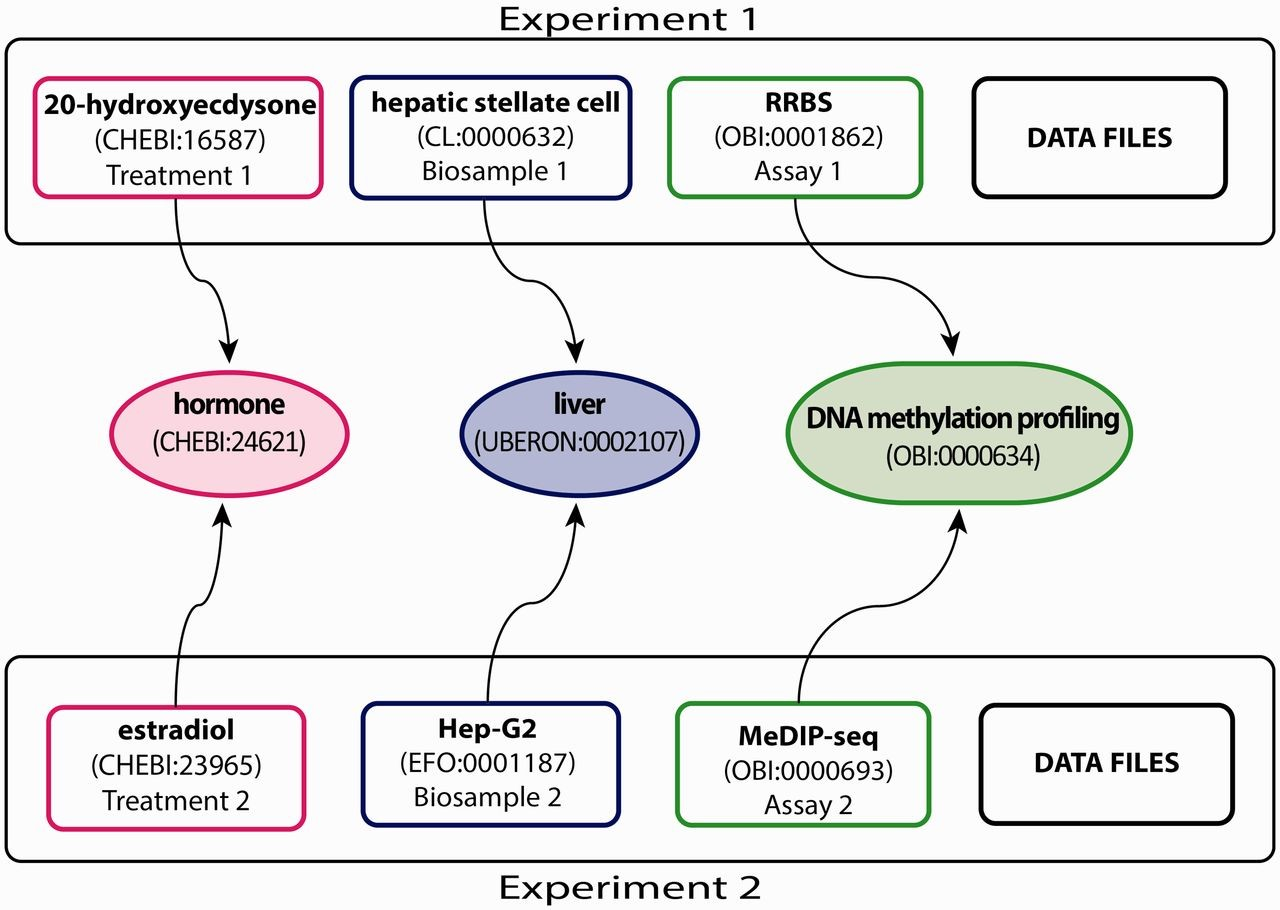 Experiment 1
20-hydroxyecdysone
(CHEBI:16587)
Treatment 1
hepatic stellate cell
(CL:0000632)
Biosample 1
RRBS
(OBI:0001862)
Assay 1
DATA FILES
hormone
(CHEBI:24621)
liver
(UBERON:0002107)
DNA methylation profiling
(OBI:0000634)
estradiol
(CHEBI:23965)
Treatment 2
Hep-G2
(EFO:0001187)
Biosample 2
MeDIP-seq
(OBI:0000693)
Assay 2
DATA FILES
Experiment 2